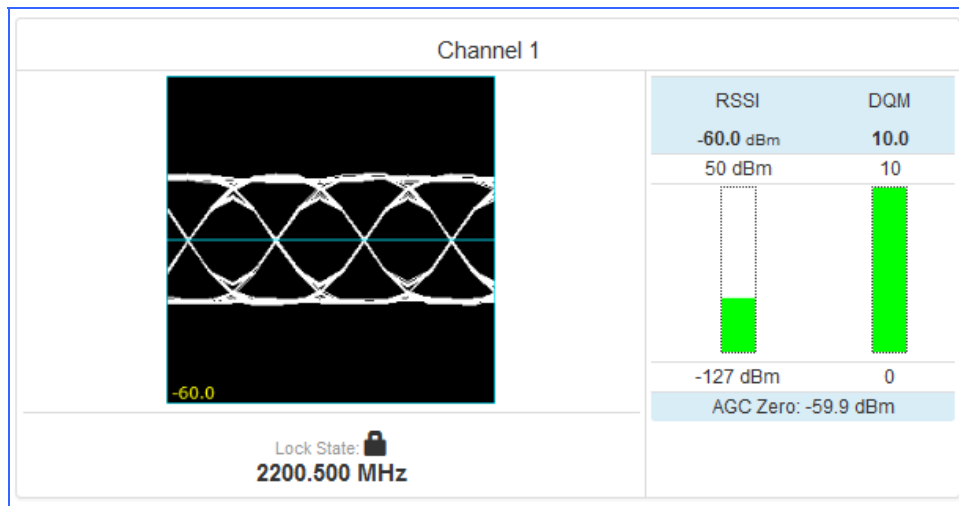 Channel 1
-60.0
Lock State:
2200.500 MHz
RSSI DQM
-60.0 dBm 10.0
50 dBm 10
-127 dBm 0
AGC Zero: -59.9 dBm